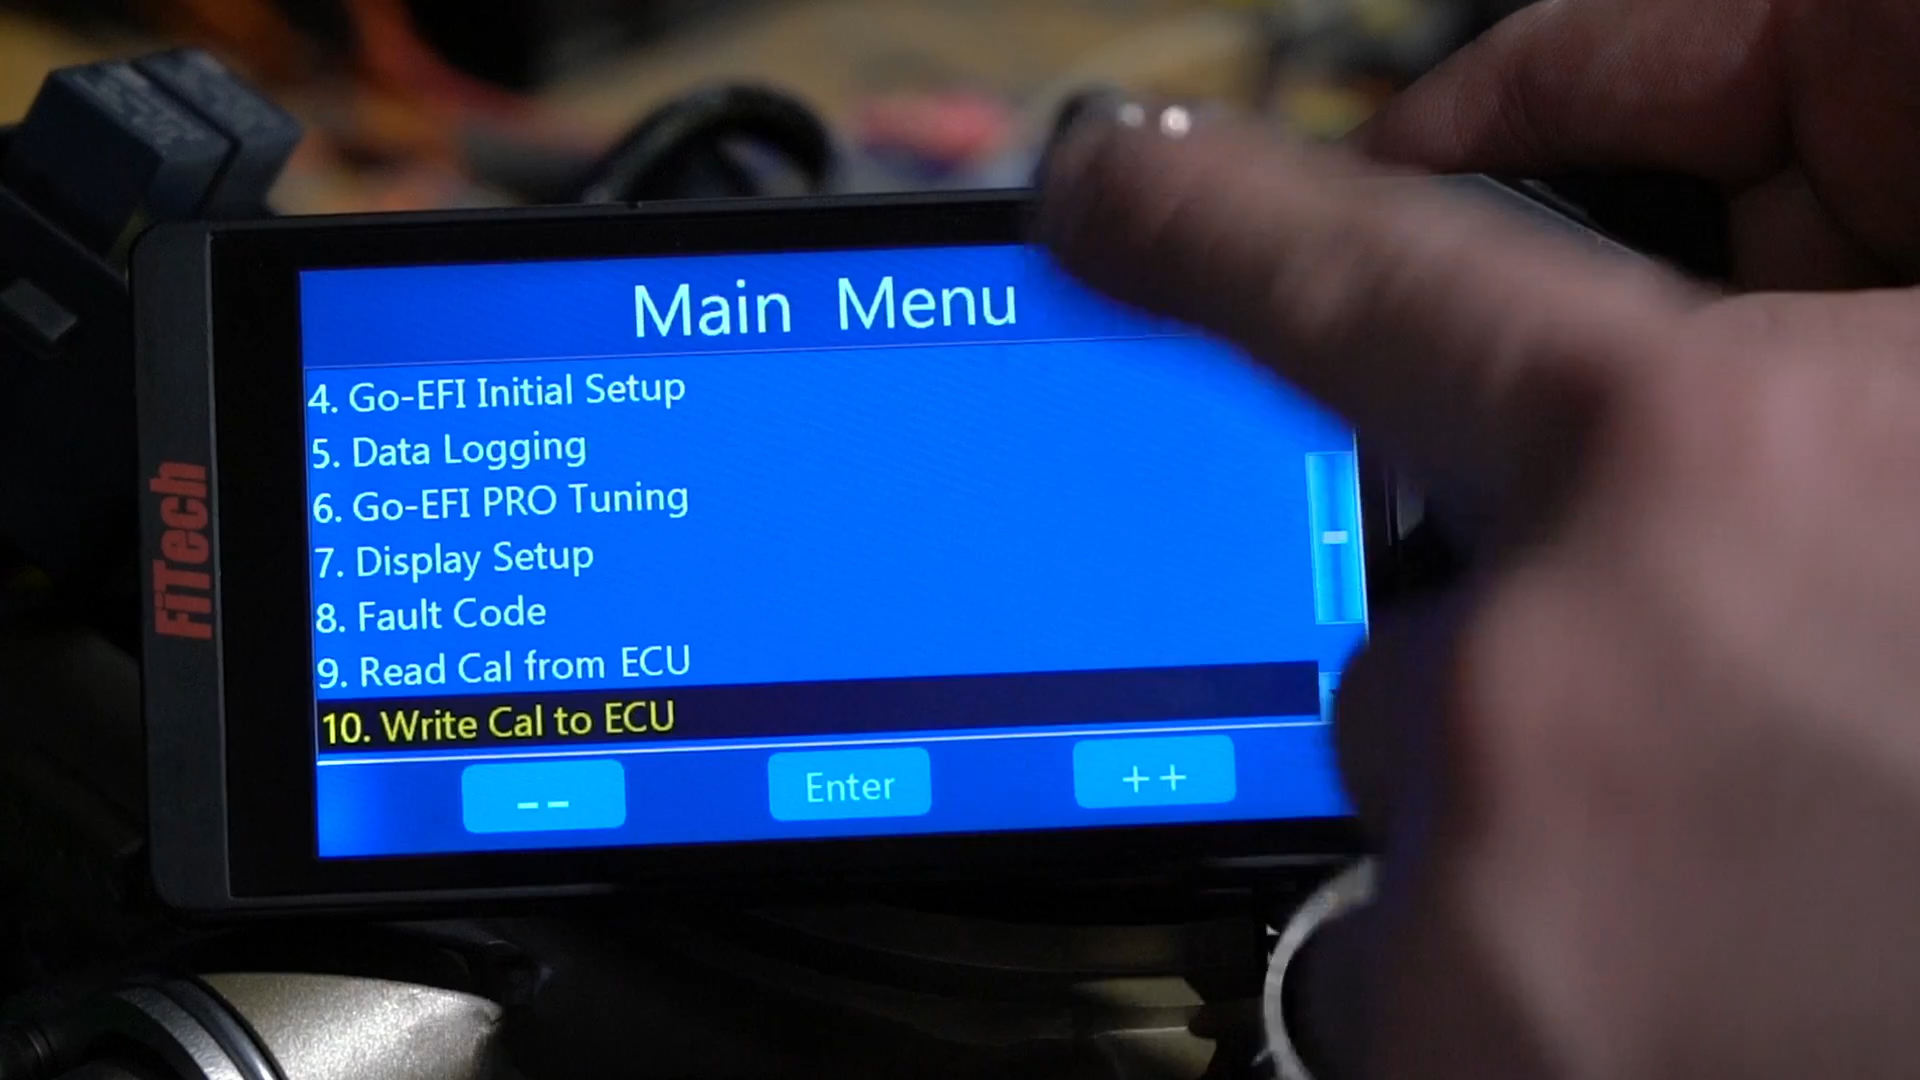 Main Menu
4. Go-EFI Initial Setup
5. Data Logging
6. Go-EFI PRO Tuning
7. Display Setup
8. Fault Code
9. Read Cal from ECU
10. Write Cal to ECU
-- Enter ++
FiTech